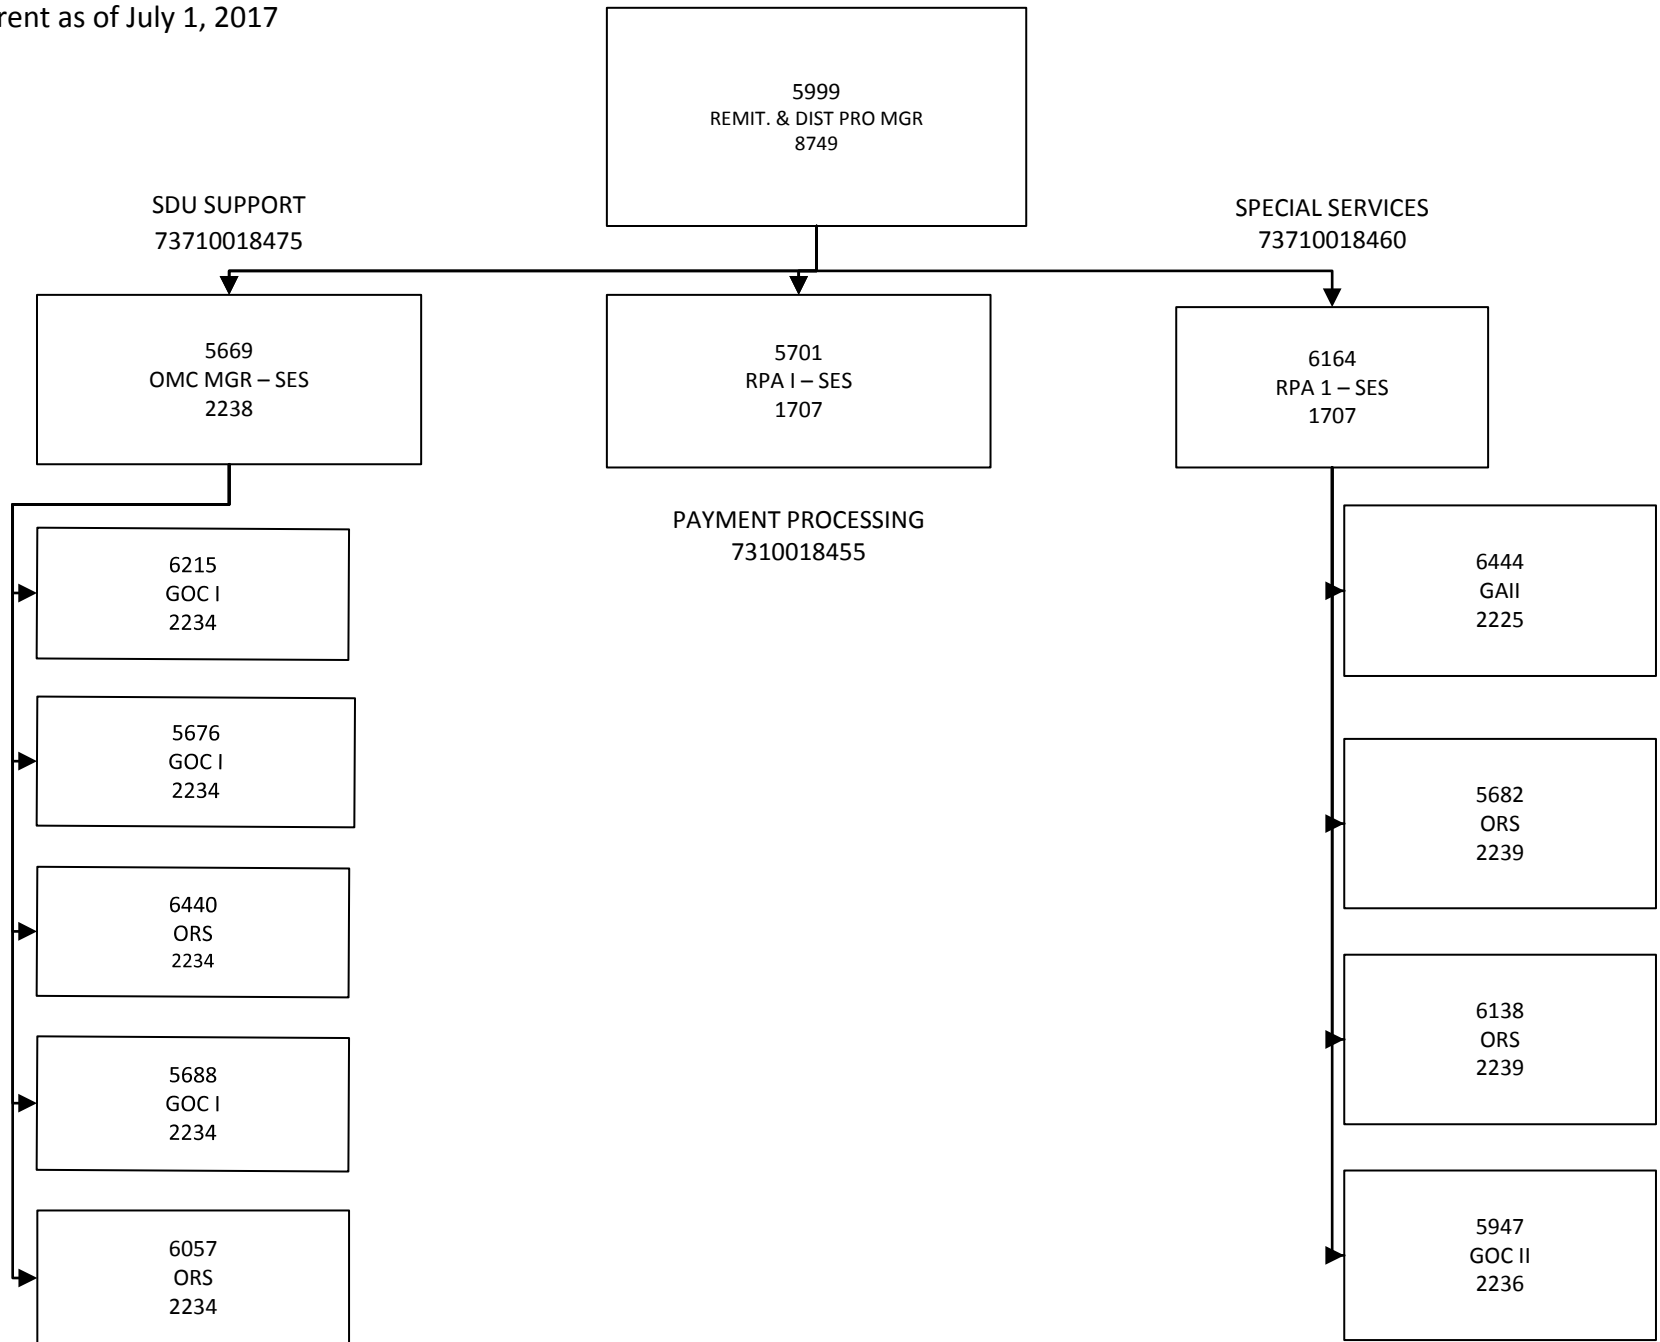 rent as of July 1, 2017
5999
REMIT. & DIST PRO MGR
8749
SDU SUPPORT
73710018475
SPECIAL SERVICES
73710018460
5669
OMC MGR – SES
2238
5701
RPA I – SES
1707
6164
RPA 1 – SES
1707
PAYMENT PROCESSING
7310018455
6215
GOC I
2234
5676
GOC I
2234
6440
ORS
2234
5688
GOC I
2234
6057
ORS
2234
6444
GAII
2225
5682
ORS
2239
6138
ORS
2239
5947
GOC II
2236